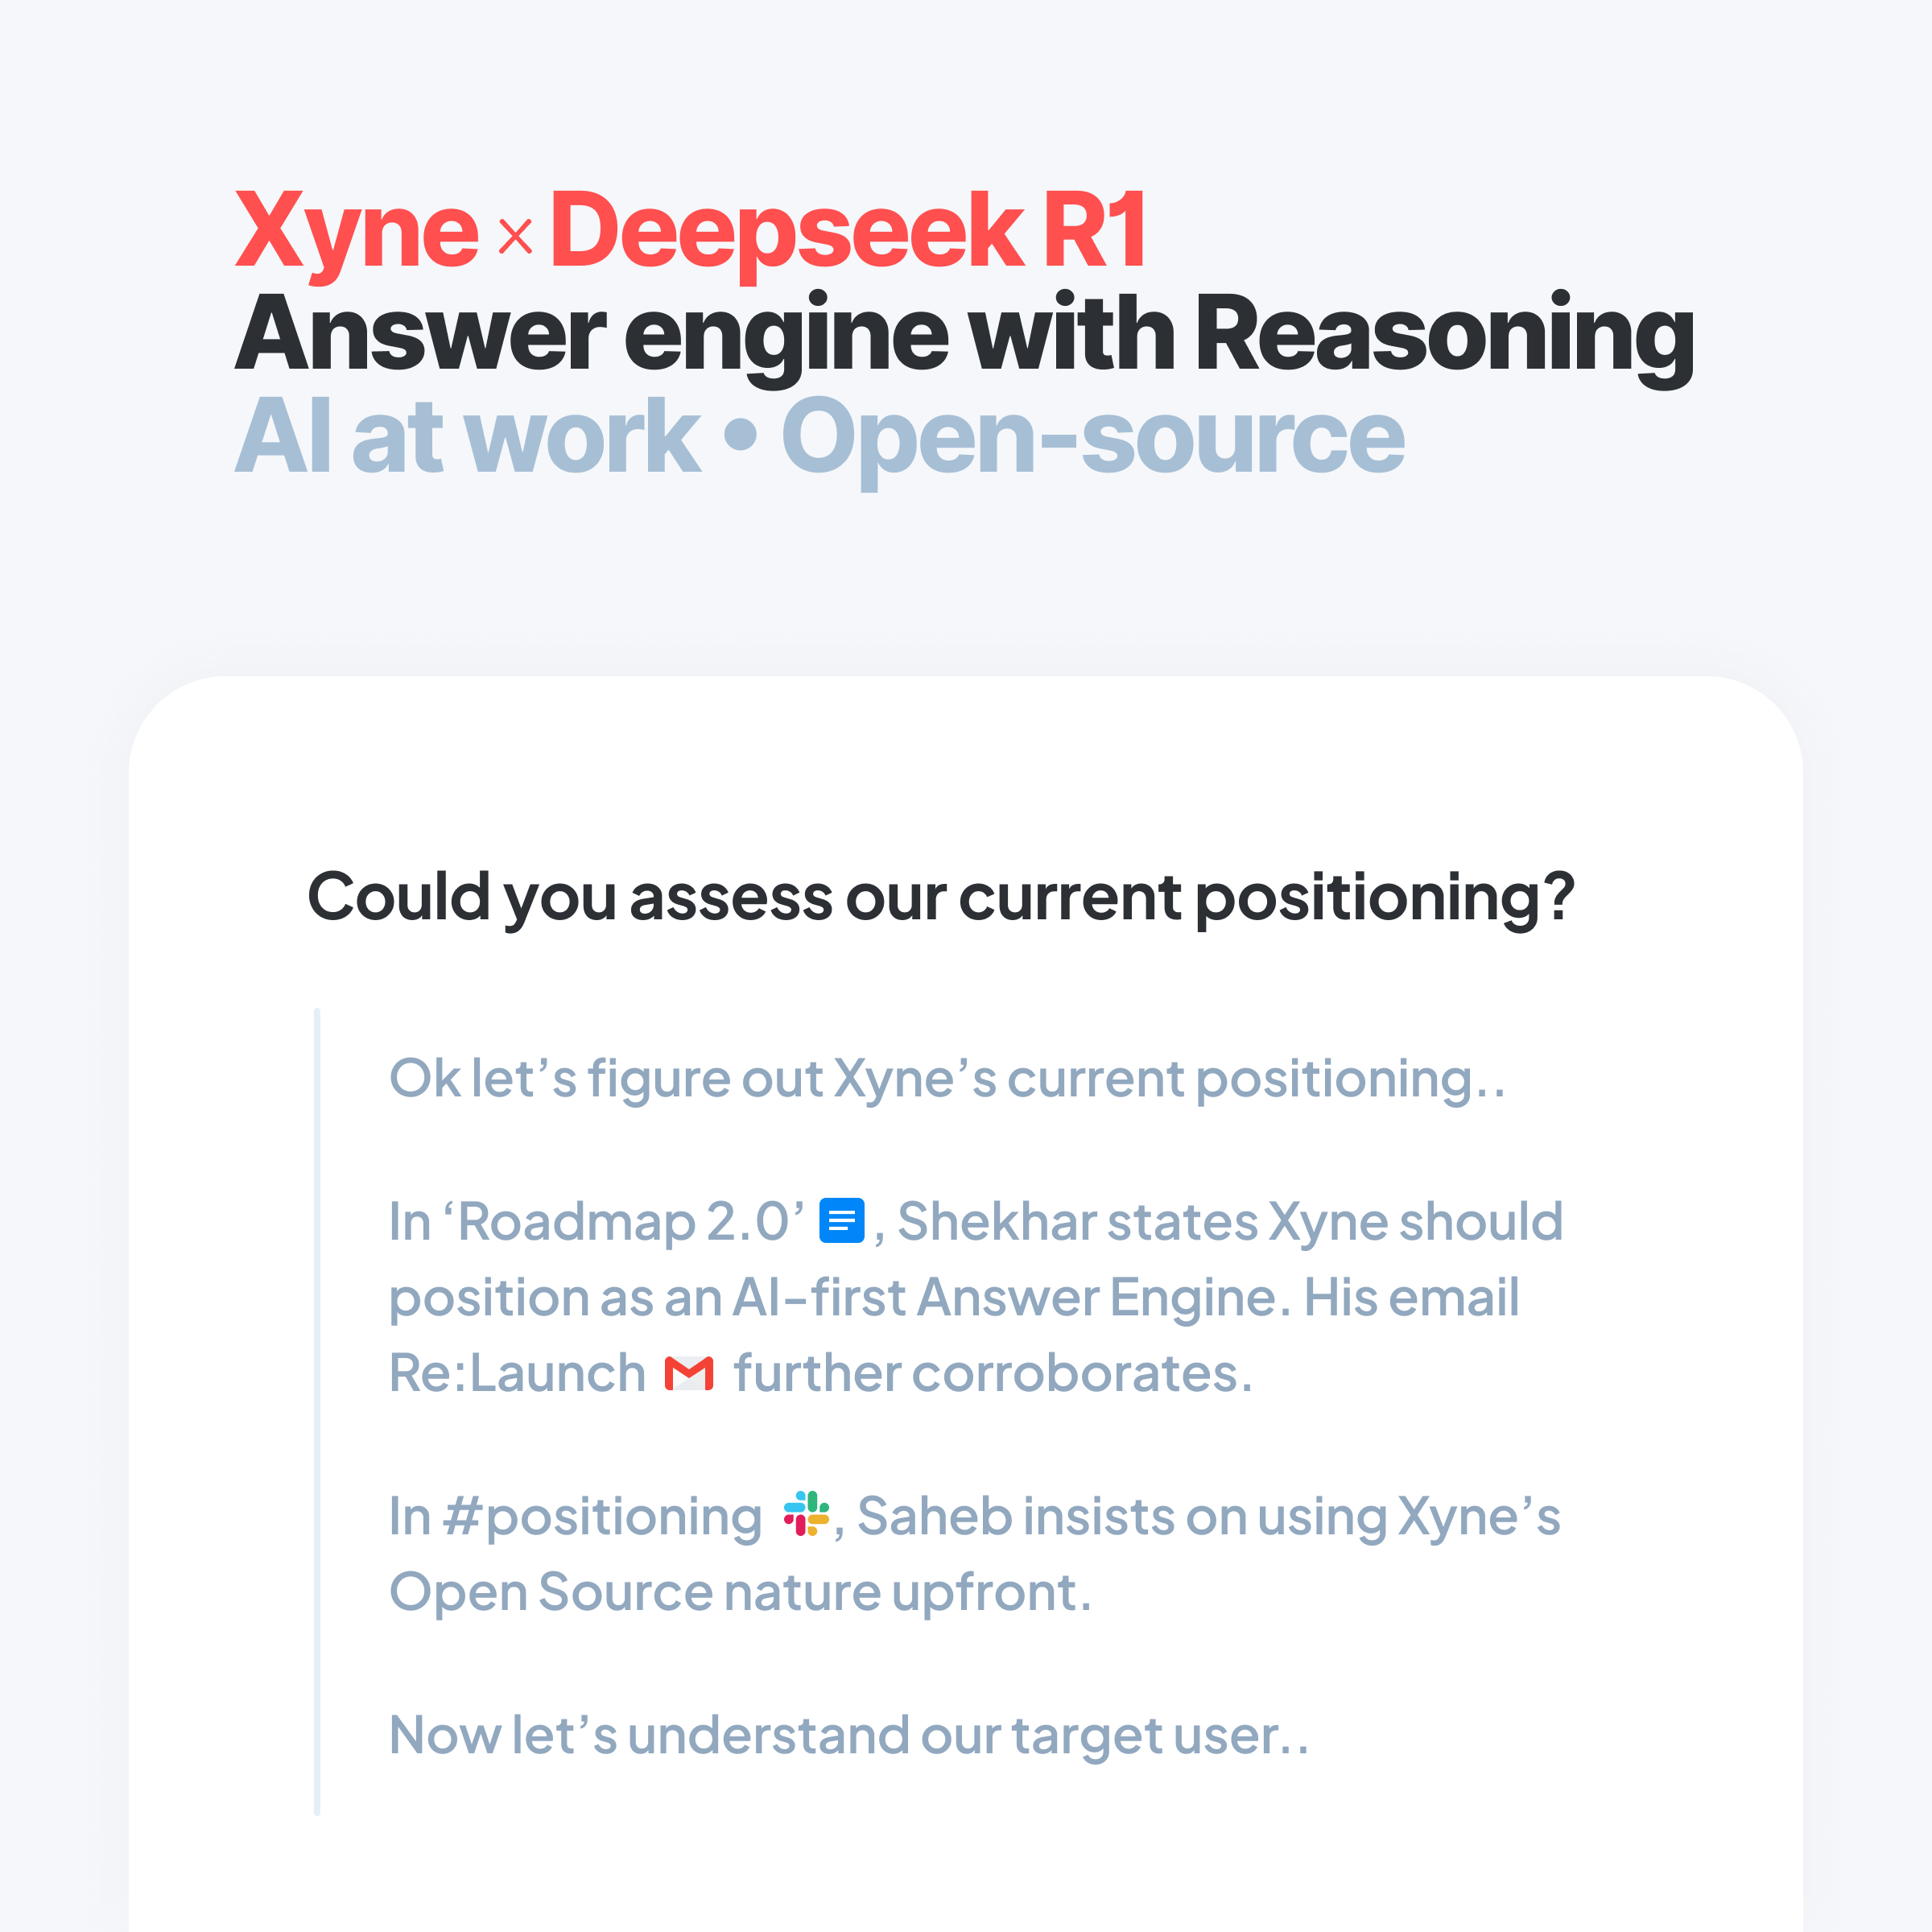 Xyne × Deepseek R1
Answer engine with Reasoning
AI at work • Open-source
Could you assess our current positioning?
Ok let’s figure out Xyne’s current positioning..
In ‘Roadmap 2.0’ , Shekhar states Xyne should
position as an AI-first Answer Engine. His email
Re:Launch further corroborates.
In #positioning , Saheb insists on using Xyne’s
Open Source nature upfront.
Now let’s understand our target user..